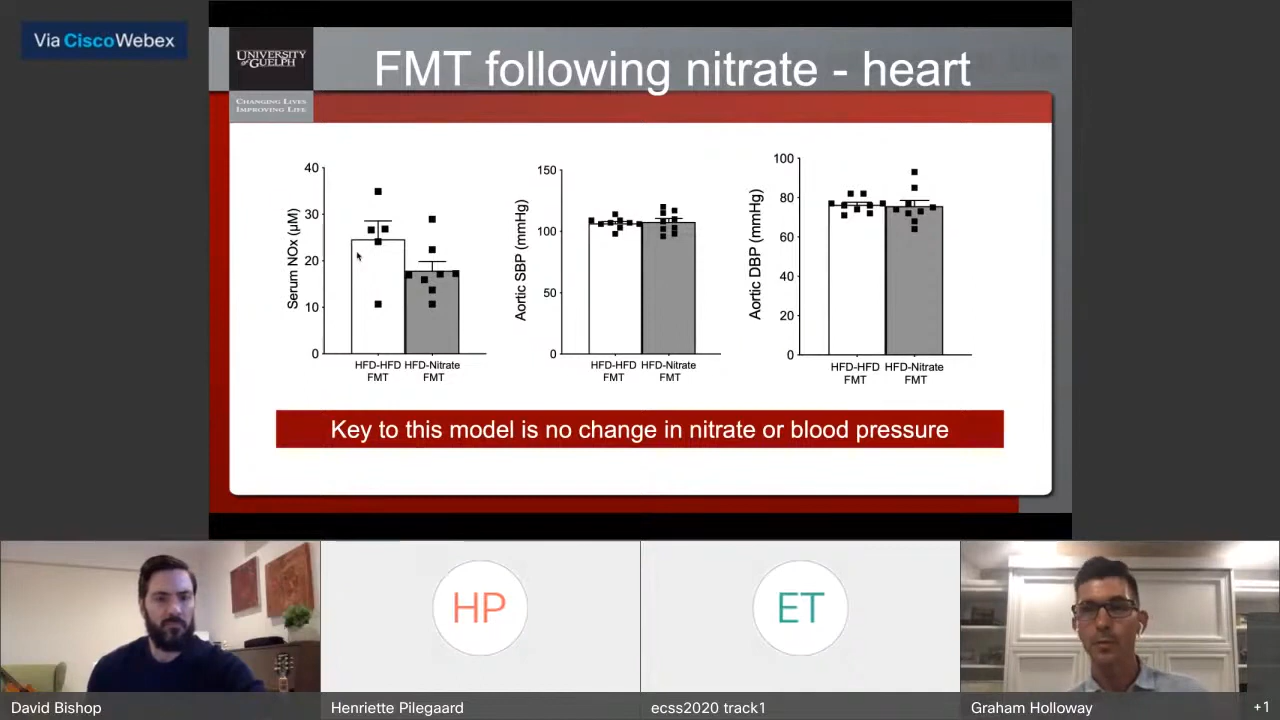 Via Cisco Webex
UNIVERSITY
of GUELPH
CHANGING LIVES
IMPROVING LIFE
FMT following nitrate - heart
40
30
20
10
0
Serum NOx (µM)
HFD-HFD HFD-Nitrate
FMT FMT
150
100
50
0
Aortic SBP (mmHg)
HFD-HFD HFD-Nitrate
FMT FMT
100
80
60
40
20
0
Aortic DBP (mmHg)
HFD-HFD HFD-Nitrate
FMT FMT
Key to this model is no change in nitrate or blood pressure
HP
ET
David Bishop
Henriette Pilegaard
ecss2020 track1
Graham Holloway
+1